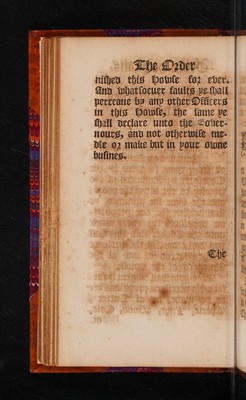 The Order
nished this Howse for ever.
And whatsoeuer faults ye shall
perceaue by any other Officers
in this Howse, the same ye
shall declare unto the Gover-
nours, and not otherwise me-
dle or make but in your owne
busines.
The